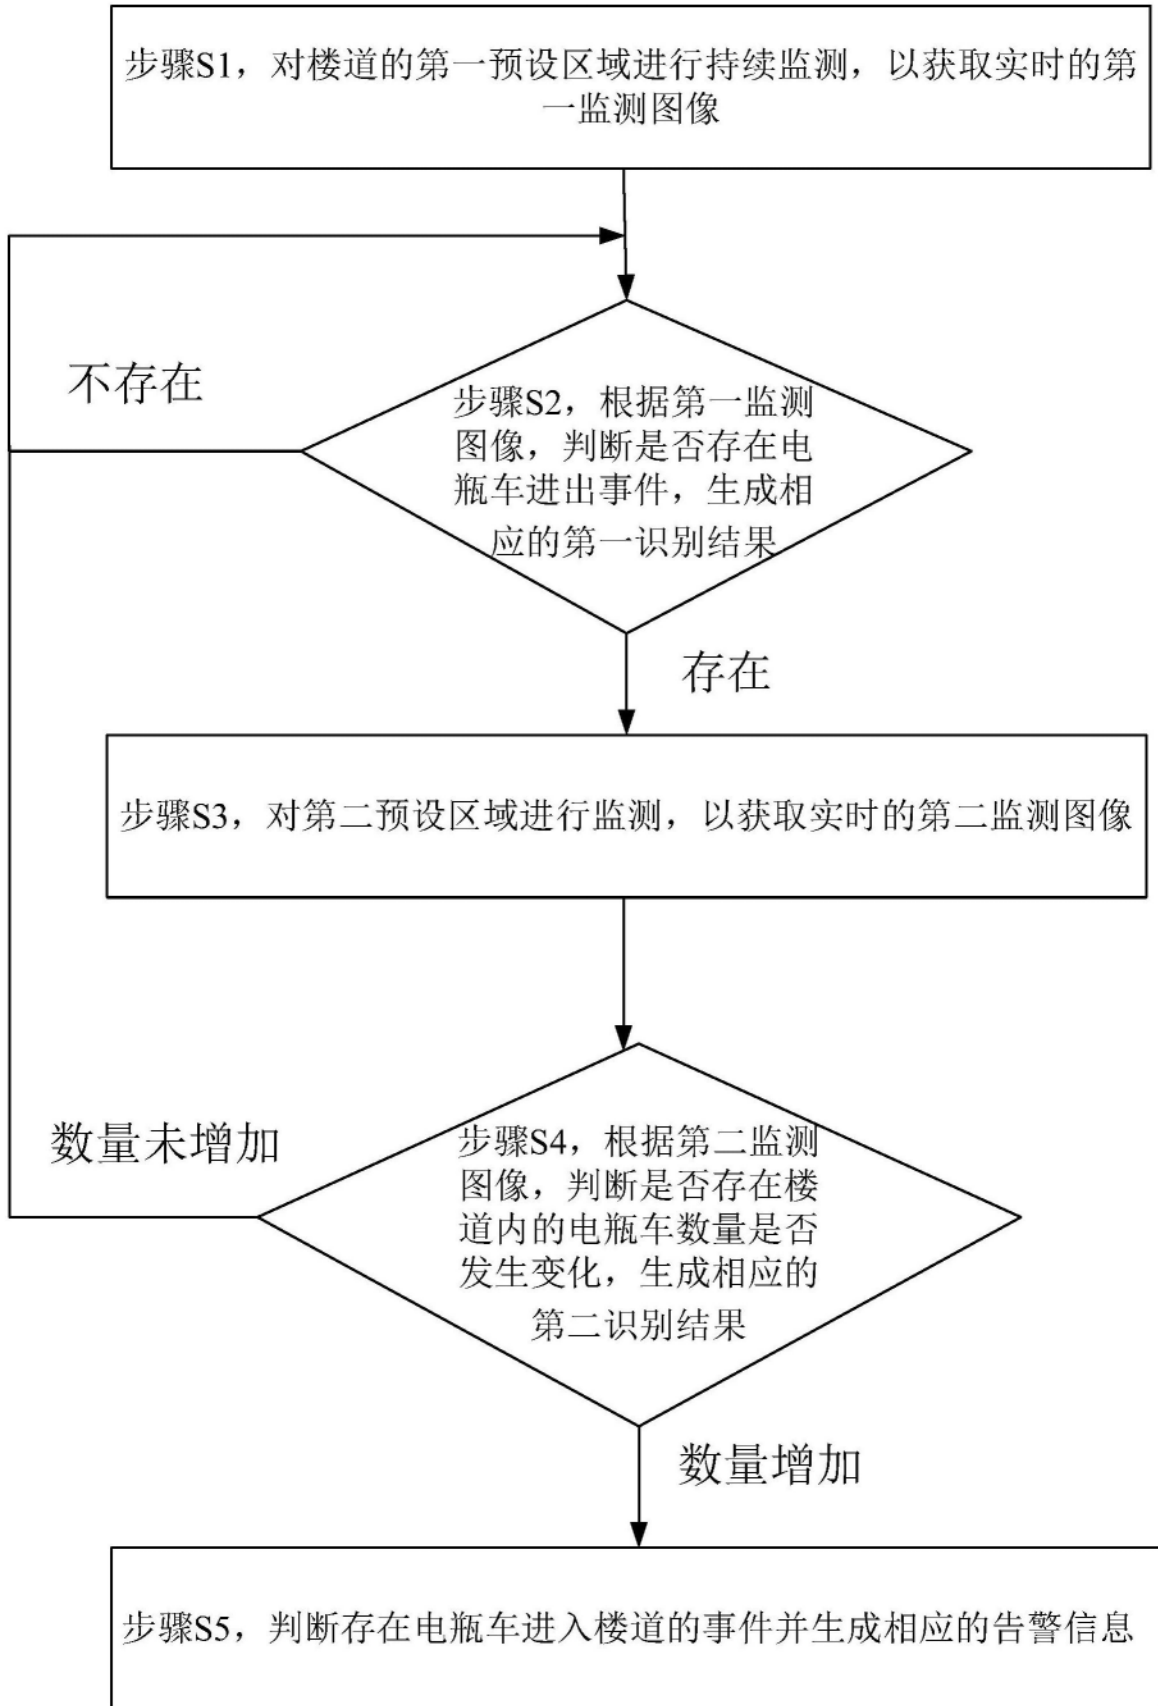 步骤S1，对楼道的第一预设区域进行持续监测，以获取实时的第
一监测图像
不存在
步骤S2，根据第一监测
图像，判断是否存在电
瓶车进出事件，生成相
应的第一识别结果
存在
步骤S3，对第二预设区域进行监测，以获取实时的第二监测图像
数量未增加
步骤S4，根据第二监测
图像，判断是否存在楼
道内的电瓶车数量是否
发生变化，生成相应的
第二识别结果
数量增加
步骤S5，判断存在电瓶车进入楼道的事件并生成相应的告警信息